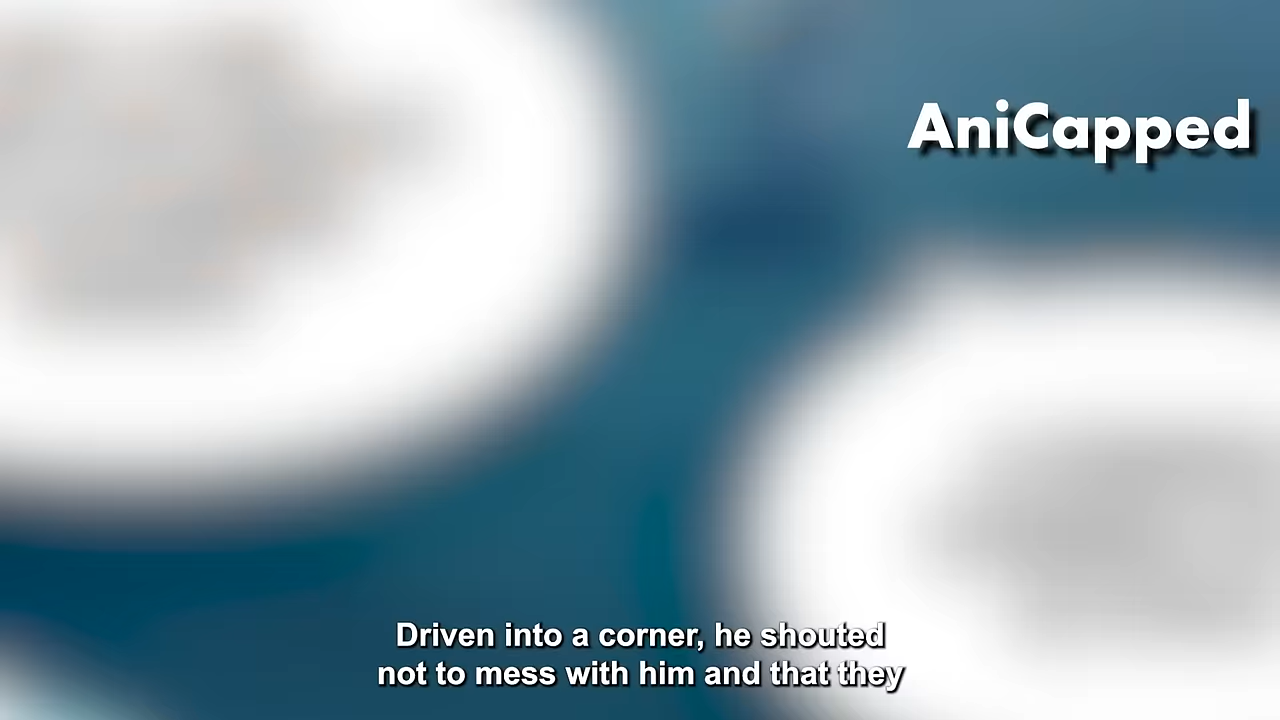 AniCapped
Driven into a corner, he shouted
not to mess with him and that they